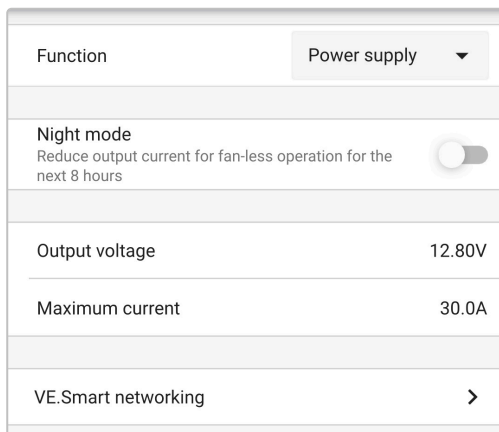 Function
Power supply
Night mode
Reduce output current for fan-less operation for the
next 8 hours
Output voltage
12.80V
Maximum current
30.0A
VE.Smart networking